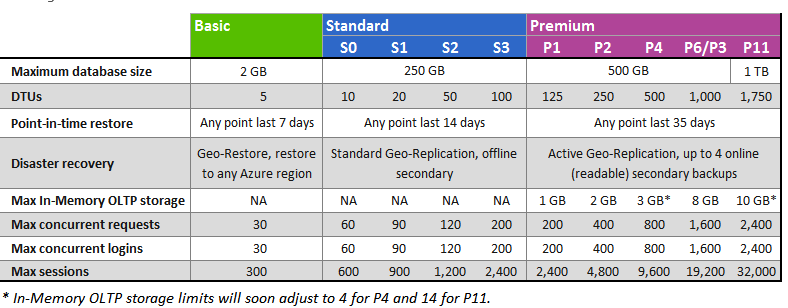 Basic Standard Premium
S0 S1 S2 S3 P1 P2 P4 P6/P3 P11
Maximum database size 2 GB 250 GB 500 GB 1 TB
DTUs 5 10 20 50 100 125 250 500 1,000 1,750
Point-in-time restore Any point last 7 days Any point last 14 days Any point last 35 days
Disaster recovery Geo-Restore, restore to any Azure region Standard Geo-Replication, offline secondary Active Geo-Replication, up to 4 online (readable) secondary backups
Max In-Memory OLTP storage NA NA NA NA NA 1 GB 2 GB 3 GB* 8 GB 10 GB*
Max concurrent requests 30 60 90 120 200 200 400 800 1,600 2,400
Max concurrent logins 30 60 90 120 200 200 400 800 1,600 2,400
Max sessions 300 600 900 1,200 2,400 2,400 4,800 9,600 19,200 32,000
* In-Memory OLTP storage limits will soon adjust to 4 for P4 and 14 for P11.